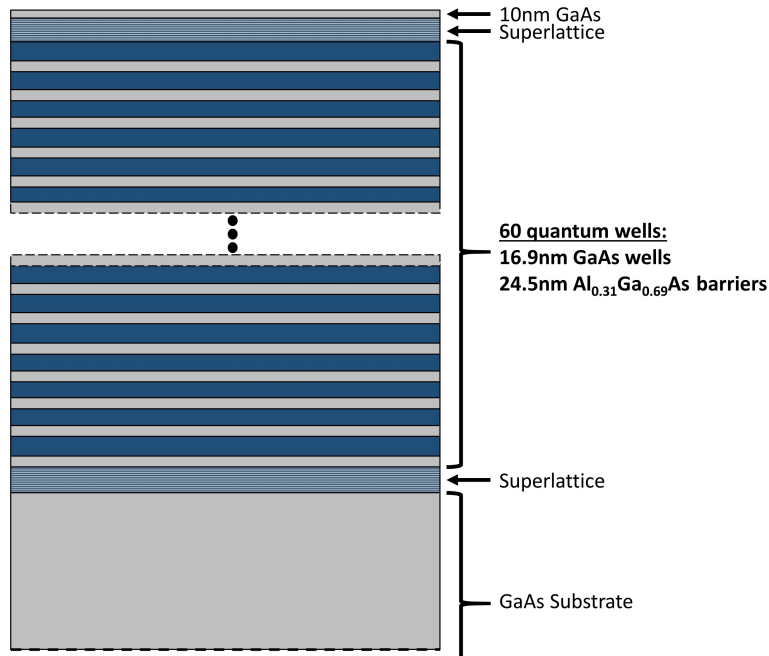 10nm GaAs
Superlattice
60 quantum wells:
16.9nm GaAs wells
24.5nm Al₀.₃₁Ga₀.₆₉As barriers
Superlattice
GaAs Substrate